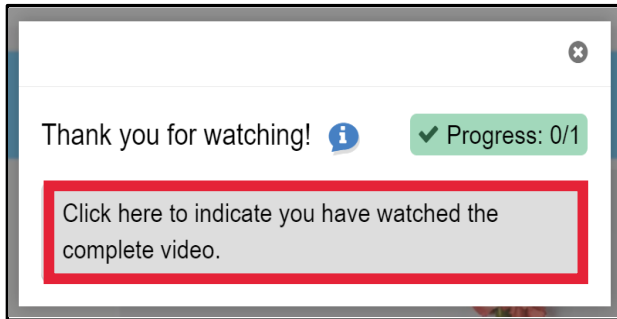 Thank you for watching!
Progress: 0/1
Click here to indicate you have watched the
complete video.